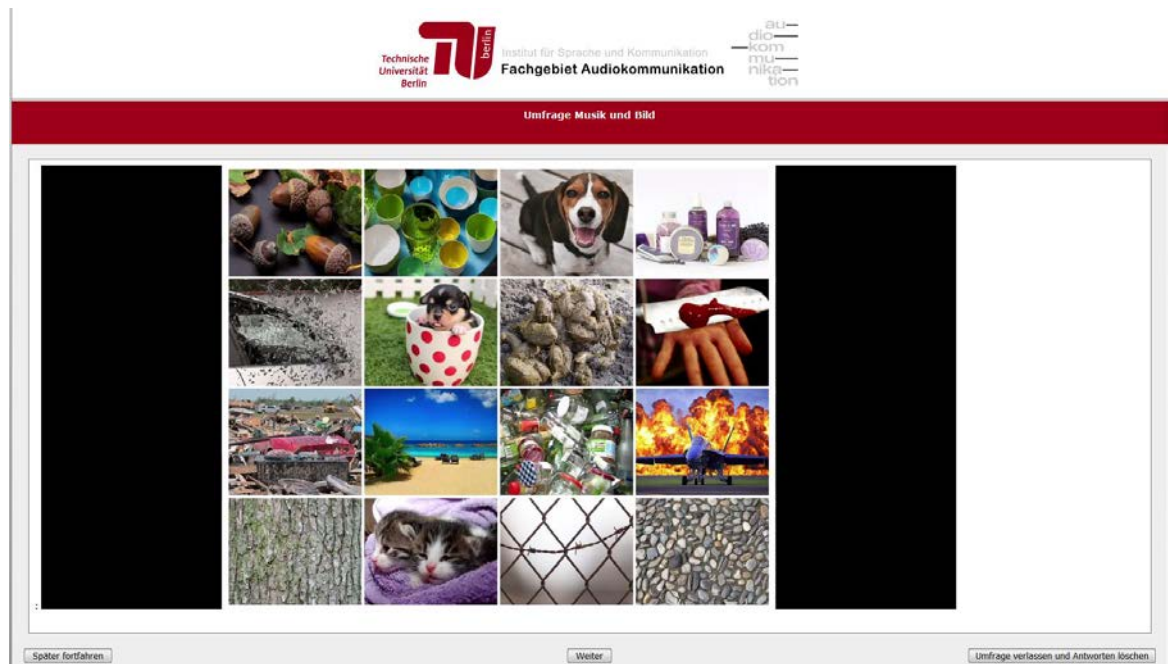 Technische
Universität
Berlin
berlin
Institut für Sprache und Kommunikation
Fachgebiet Audiokommunikation
au
dio
kom
mu
nika
tion
Umfrage Musik und Bild
:
Später fortfahren
Weiter
Umfrage verlassen und Antworten löschen